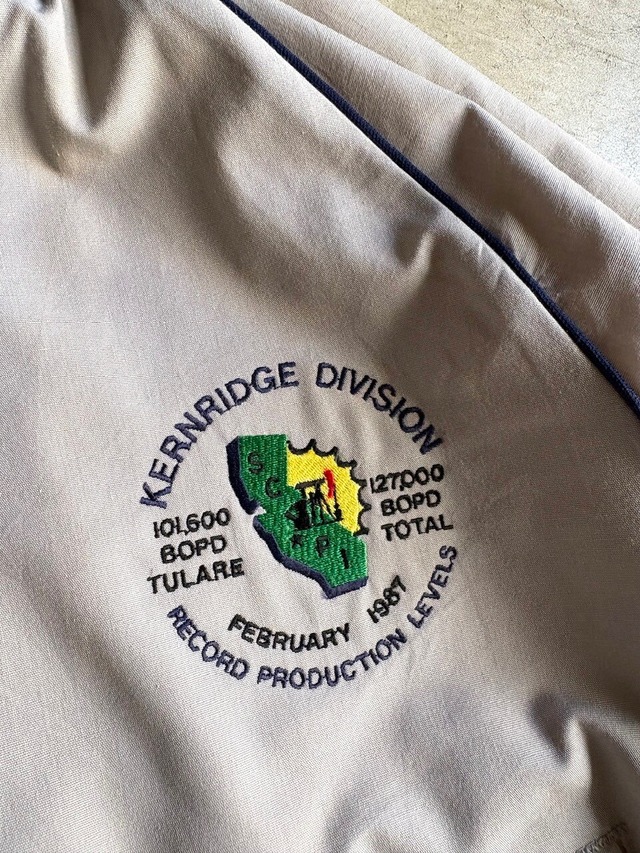 KERNRIDGE DIVISION
S
C
K P I
101,600
BOPD
TULARE
127,000
BOPD
TOTAL
FEBRUARY 1987
RECORD PRODUCTION LEVELS